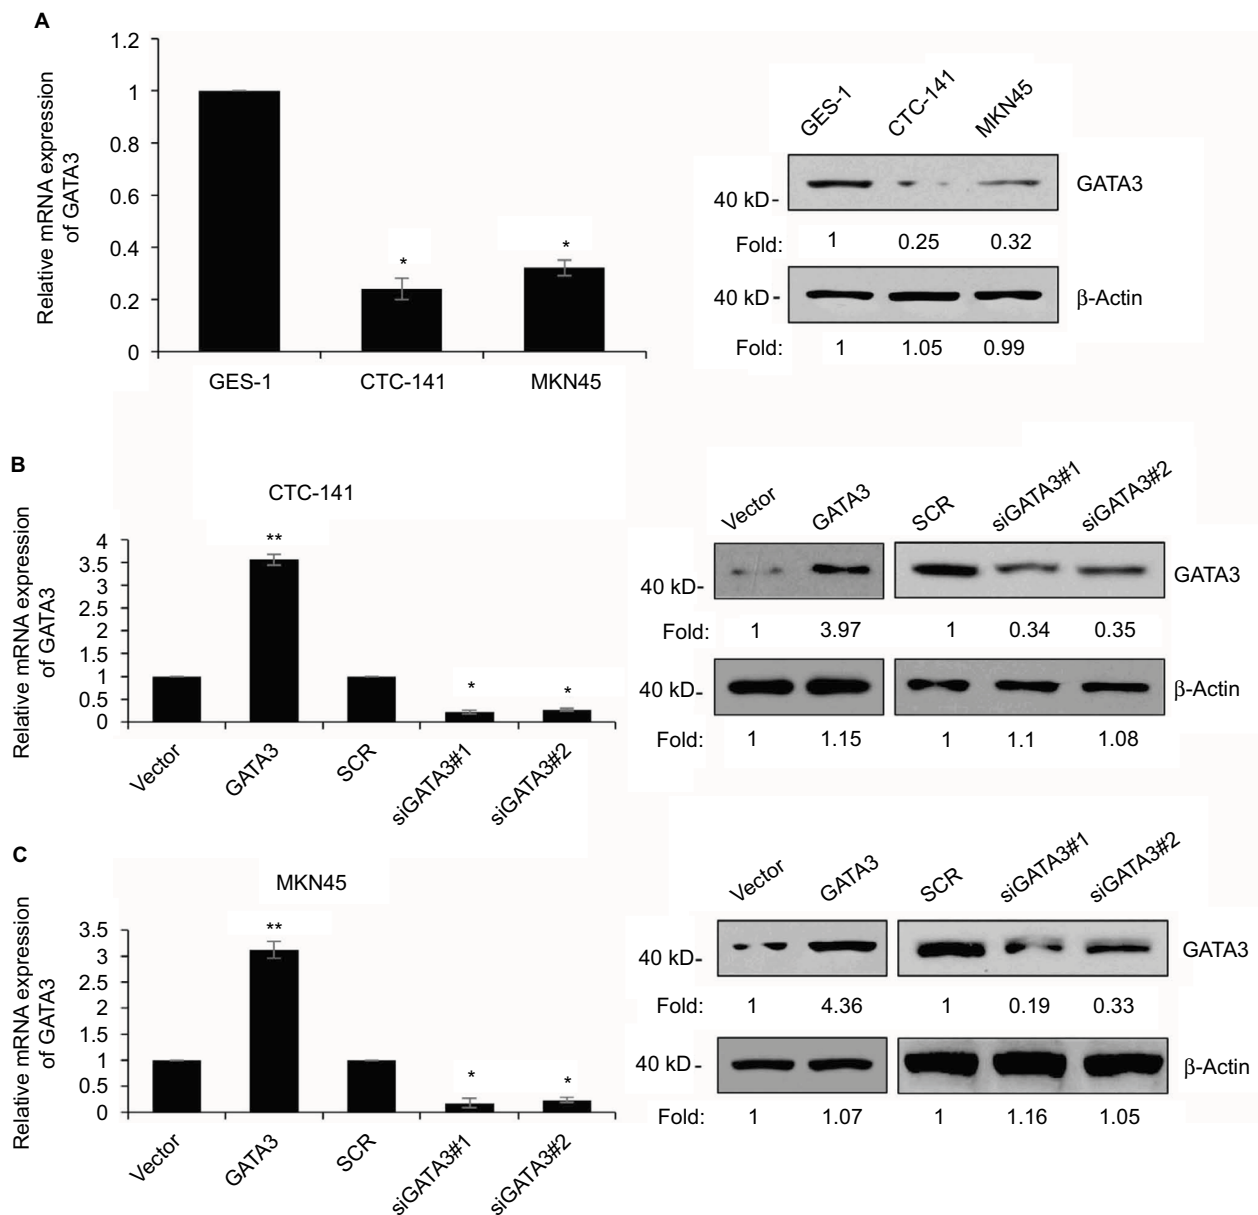 A
Relative mRNA expression
of GATA3
1.2
1
0.8
0.6
0.4
0.2
0
*
*
GES-1 CTC-141 MKN45
GES-1 CTC-141 MKN45
40 kD-
GATA3
Fold: 1 0.25 0.32
40 kD-
β-Actin
Fold: 1 1.05 0.99
B
CTC-141
Relative mRNA expression
of GATA3
4
3.5
3
2.5
2
1.5
1
0.5
0
**
*
*
Vector GATA3 SCR siGATA3#1 siGATA3#2
Vector GATA3 SCR siGATA3#1 siGATA3#2
40 kD-
GATA3
Fold: 1 3.97 1 0.34 0.35
40 kD-
β-Actin
Fold: 1 1.15 1 1.1 1.08
C
MKN45
Relative mRNA expression
of GATA3
3.5
3
2.5
2
1.5
1
0.5
0
**
*
*
Vector GATA3 SCR siGATA3#1 siGATA3#2
Vector GATA3 SCR siGATA3#1 siGATA3#2
40 kD-
GATA3
Fold: 1 4.36 1 0.19 0.33
40 kD-
β-Actin
Fold: 1 1.07 1 1.16 1.05